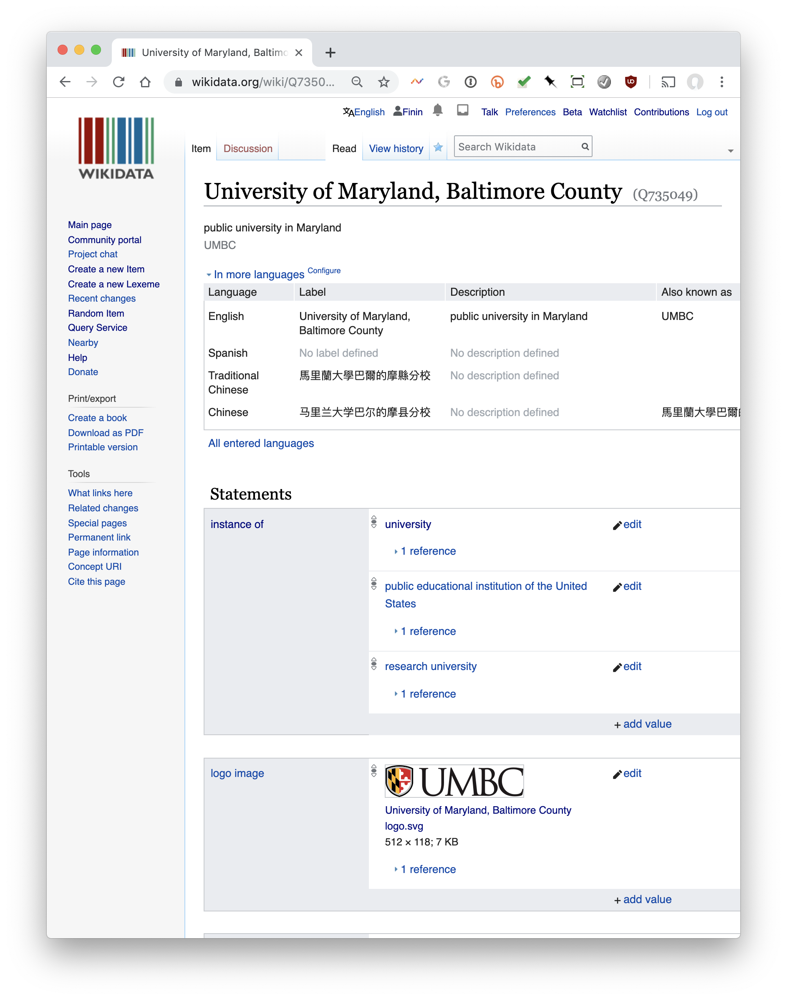 University of Maryland, Baltimo
wikidata.org/wiki/Q7350...
English Finin Talk Preferences Beta Watchlist Contributions Log out
WIKIDATA
Item Discussion Read View history Search Wikidata
University of Maryland, Baltimore County (Q735049)
public university in Maryland
UMBC
In more languages Configure
Language Label Description Also known as
English University of Maryland, public university in Maryland UMBC
Baltimore County
Spanish No label defined No description defined
Traditional 馬里蘭大學巴爾的摩縣分校 No description defined
Chinese
Chinese 马里兰大学巴尔的摩县分校 No description defined 馬里蘭大學巴爾
All entered languages
Main page
Community portal
Project chat
Create a new Item
Create a new Lexeme
Recent changes
Random Item
Query Service
Nearby
Help
Donate
Print/export
Create a book
Download as PDF
Printable version
Tools
What links here
Related changes
Special pages
Permanent link
Page information
Concept URI
Cite this page
Statements
instance of university edit
1 reference
public educational institution of the United edit
States
1 reference
research university edit
1 reference
+ add value
logo image UMBC edit
University of Maryland, Baltimore County
logo.svg
512 × 118; 7 KB
1 reference
+ add value